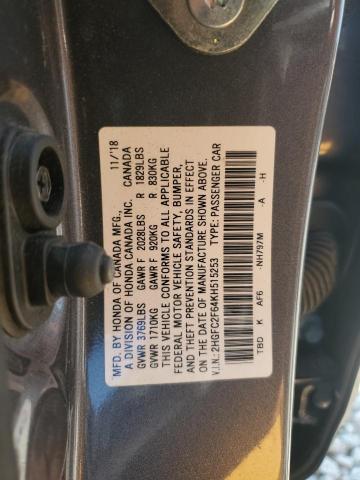 MFD. BY HONDA OF CANADA MFG., 11/'18
A DIVISION OF HONDA CANADA INC. CANADA
GVWR 3769LBS GAWR F 2028LBS R 1829LBS
GVWR 1710KG GAWR F 920KG R 830KG
THIS VEHICLE CONFORMS TO ALL APPLICABLE
FEDERAL MOTOR VEHICLE SAFETY, BUMPER,
AND THEFT PREVENTION STANDARDS IN EFFECT
ON THE DATE OF MANUFACTURE SHOWN ABOVE.
V.I.N.: 2HGFC2F64KH515253 TYPE: PASSENGER CAR
TBD K AF6 -NH797M -A -H